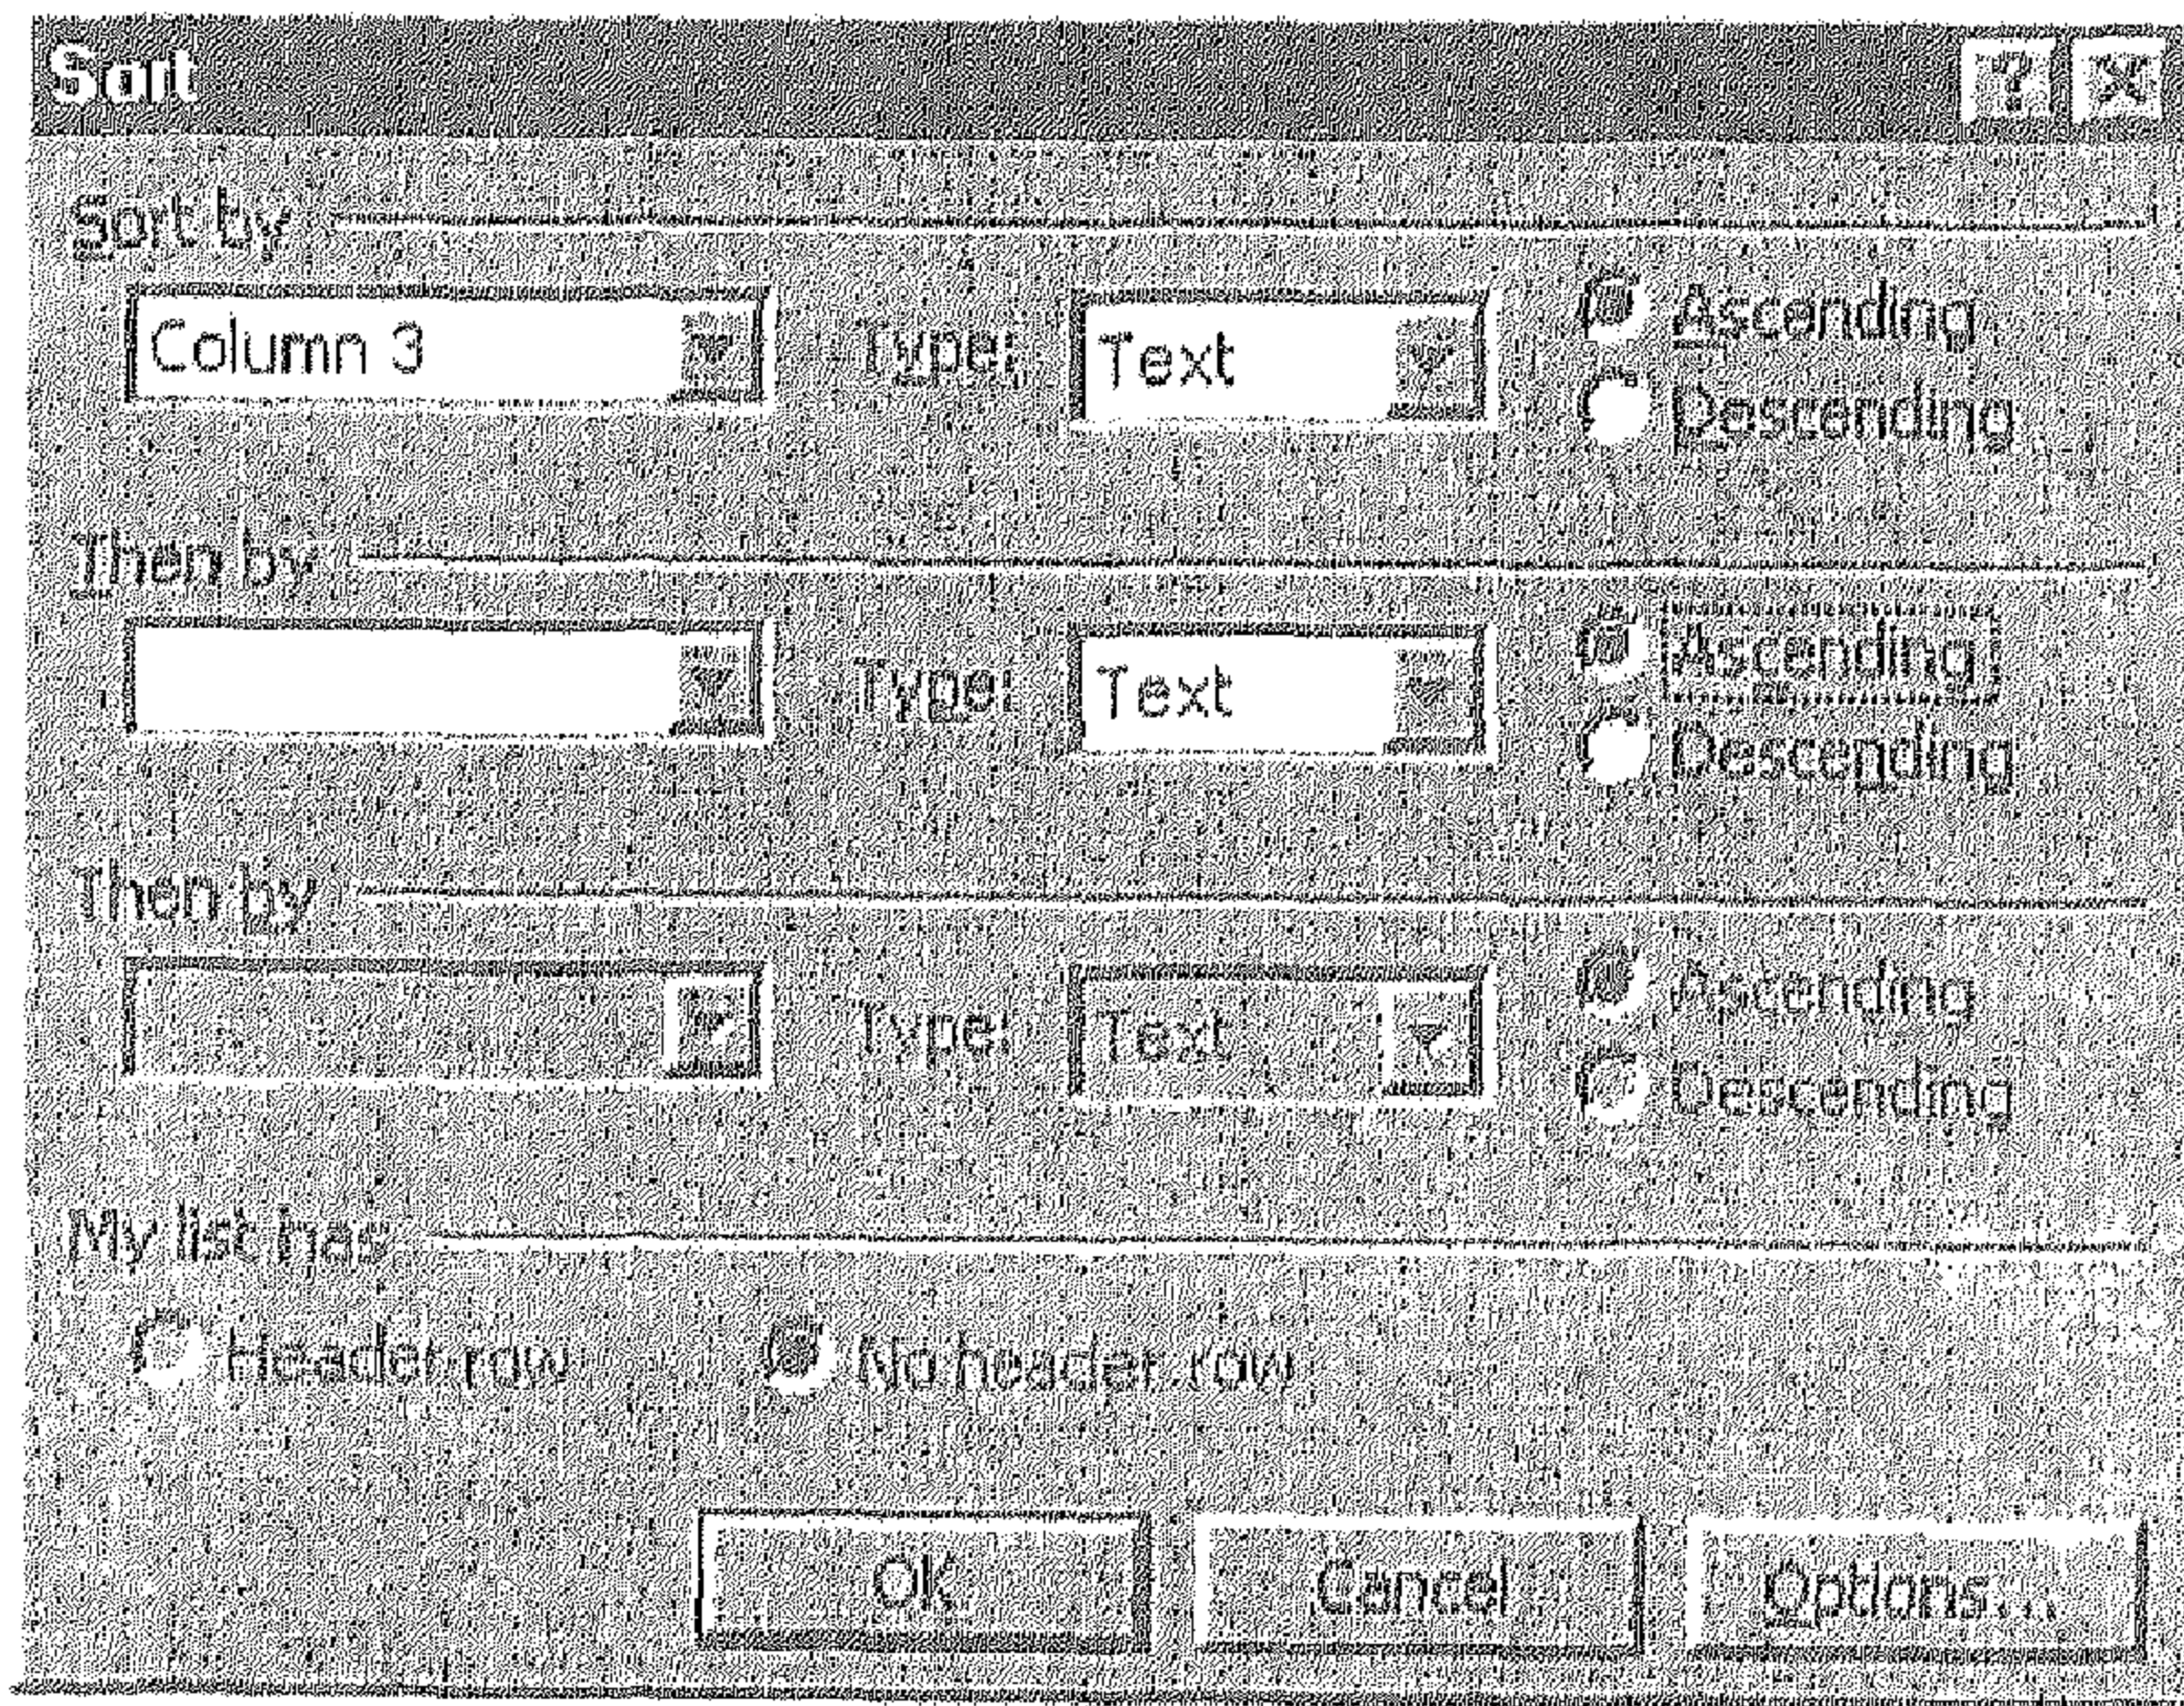 Sort
Sort by
Column 3 Type: Text Ascending
Descending
Then by
Type: Text Ascending
Descending
Then by
Type: Text Ascending
Descending
My list has
Header row No header row
OK Cancel Options...